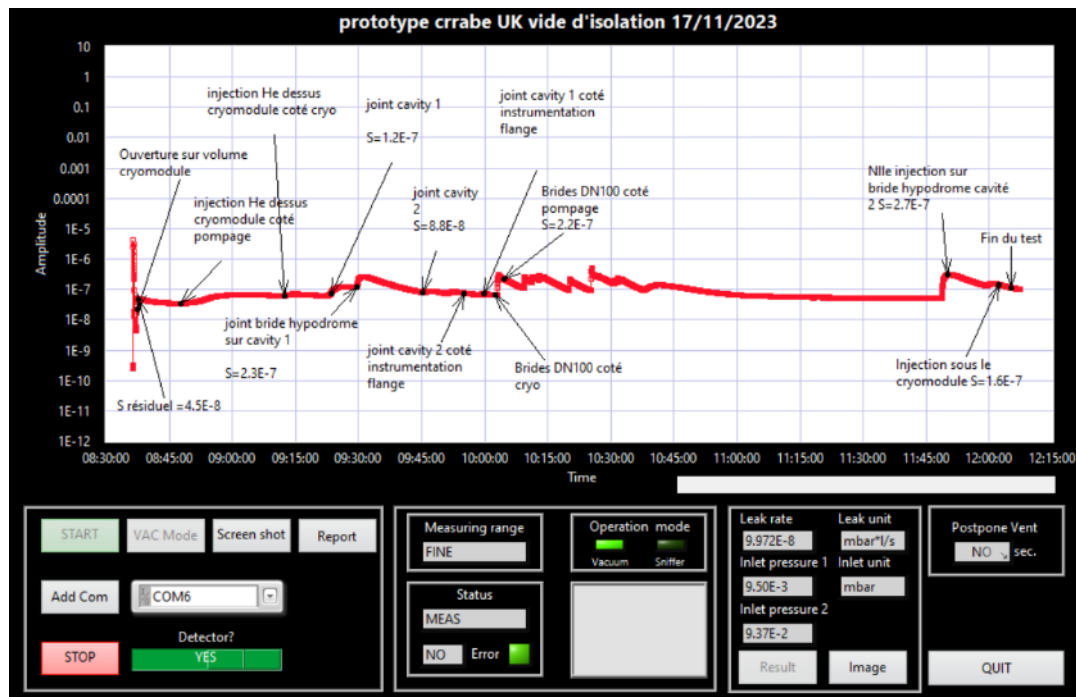 prototype crrabe UK vide d'isolation 17/11/2023
Amplitude
10
1
0.1
0.01
0.001
0.0001
1E-5
1E-6
1E-7
1E-8
1E-9
1E-10
1E-11
1E-12
injection He dessus
cryomodule coté cryo
joint cavity 1
S=1.2E-7
joint cavity 1 coté
instrumentation
flange
Ouverture sur volume
cryomodule
injection He dessus
cryomodule coté
pompage
joint cavity
2
S=8.8E-8
Brides DN100 coté
pompage
S=2.2E-7
Nlle injection sur
bride hypodrome cavité
2 S=2.7E-7
Fin du test
joint bride hypodrome
sur cavity 1
S=2.3E-7
joint cavity 2 coté
instrumentation
flange
Brides DN100 coté
cryo
Injection sous le
cryomodule S=1.6E-7
S résiduel =4.5E-8
08:30:00 08:45:00 09:00:00 09:15:00 09:30:00 09:45:00 10:00:00 10:15:00 10:30:00 10:45:00 11:00:00 11:15:00 11:30:00 11:45:00 12:00:00 12:15:00
Time
START VAC Mode Screen shot Report
Add Com COM6
Detector?
STOP YES
Measuring range
FINE
Status
MEAS
NO Error
Operation mode
Vacuum Sniffer
Leak rate Leak unit
9.972E-8 mbar*l/s
Inlet pressure 1 Inlet unit
9.50E-3 mbar
Inlet pressure 2
9.37E-2
Result Image
Postpone Vent
NO sec.
QUIT